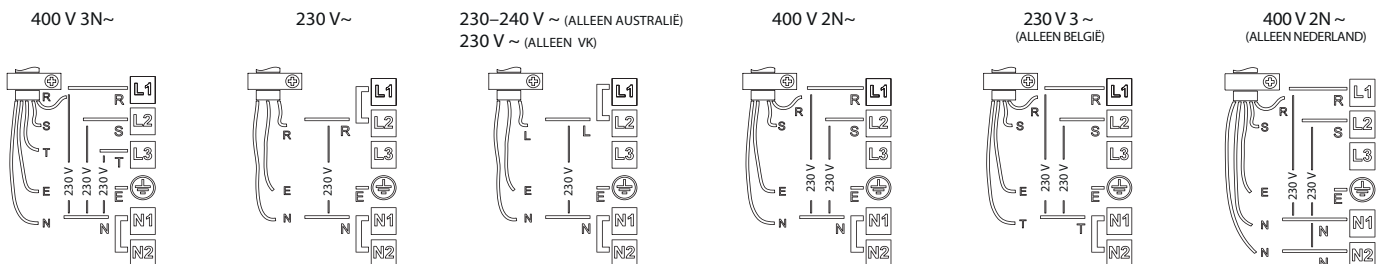 400 V 3N~
R
S
T
E
N
230 V
230 V
230 V
R
S
T
E
N
L1
L2
L3
N1
N2
230 V~
R
E
N
230 V
R
E
N
L1
L2
L3
N1
N2
230–240 V ~ (ALLEEN AUSTRALIË)
230 V ~ (ALLEEN VK)
L
E
N
230 V
L
E
N
L1
L2
L3
N1
N2
400 V 2N~
R
S
E
N
230 V
230 V
R
S
E
N
L1
L2
L3
N1
N2
230 V 3 ~
(ALLEEN BELGIË)
R
S
E
T
230 V
230 V
R
S
E
T
L1
L2
L3
N1
N2
400 V 2N ~
(ALLEEN NEDERLAND)
R
S
E
N
N
230 V
230 V
R
S
E
N
N
L1
L2
L3
N1
N2